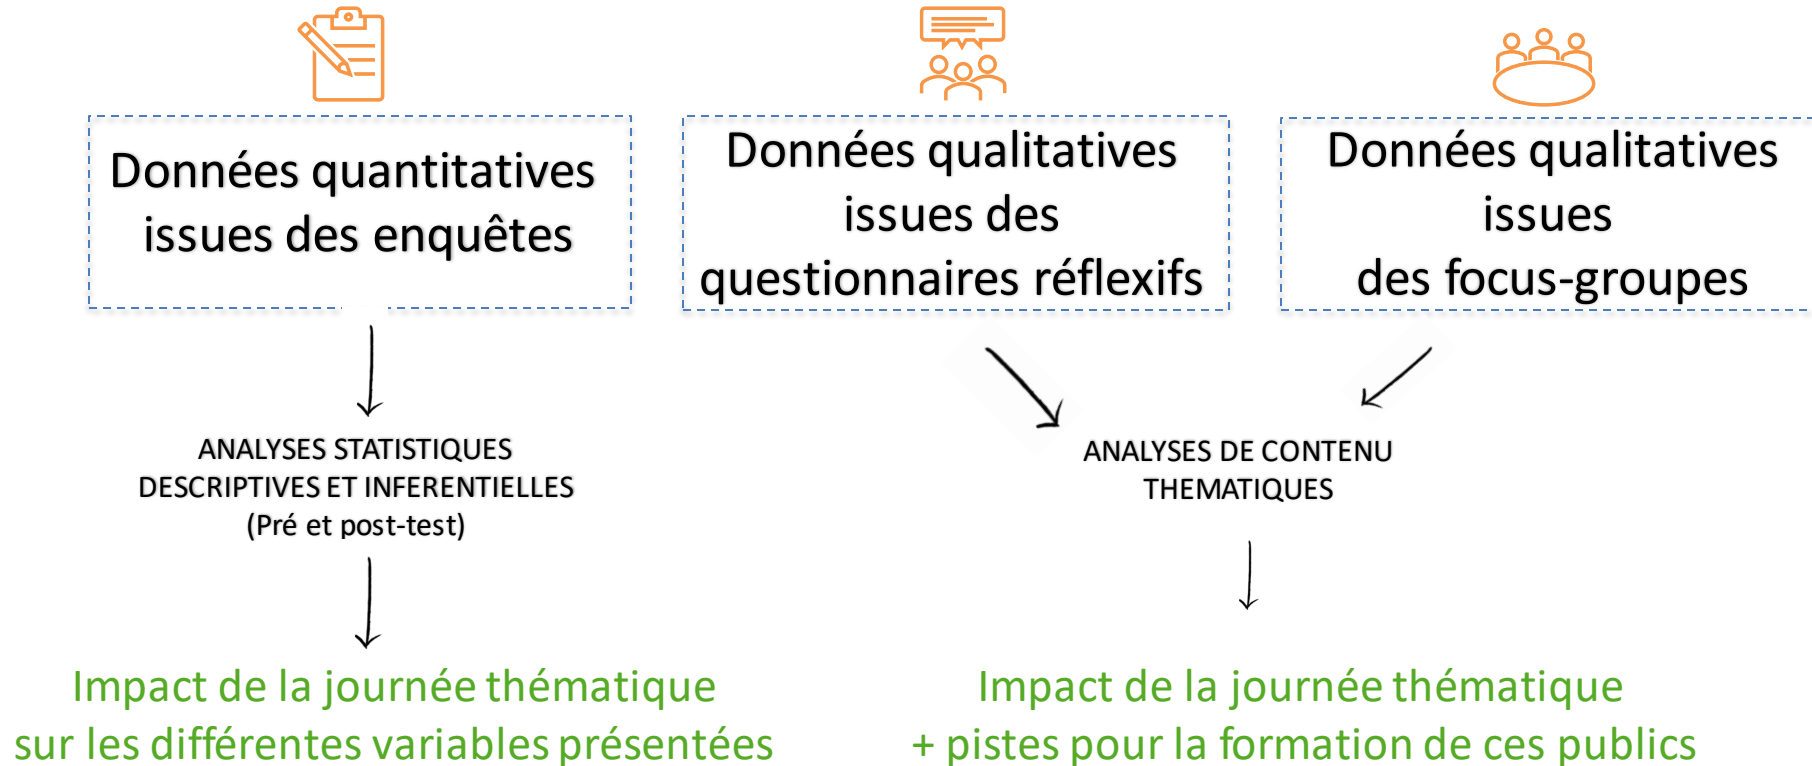 Données quantitatives
issues des enquêtes
Données qualitatives
issues des
questionnaires réflexifs
Données qualitatives
issues
des focus-groupes
ANALYSES STATISTIQUES
DESCRIPTIVES ET INFERENTIELLES
(Pré et post-test)
ANALYSES DE CONTENU
THEMATIQUES
Impact de la journée thématique
sur les différentes variables présentées
Impact de la journée thématique
+ pistes pour la formation de ces publics